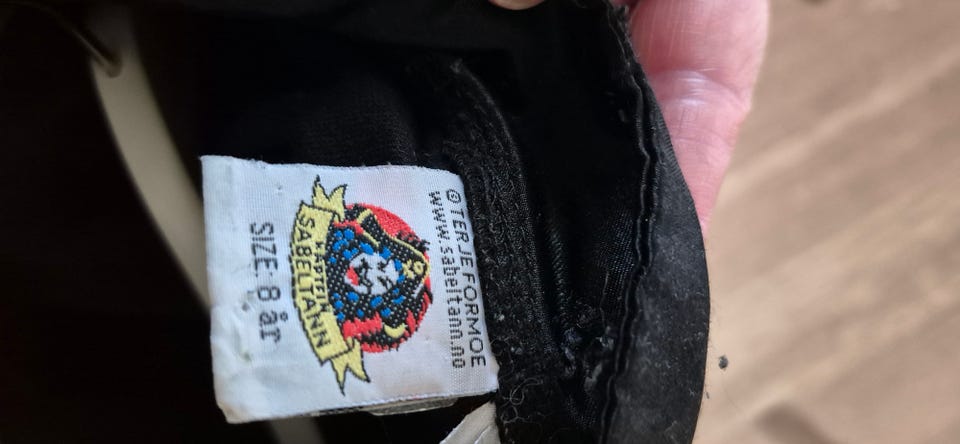 © TERJE FORMOE
www.sabeltann.no
KAPTEIN
SABELTANN
SIZE 8 år